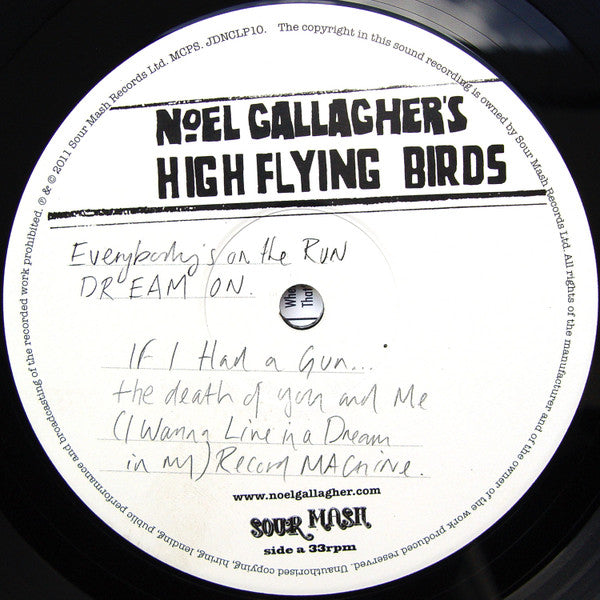 ℗ & © 2011 Sour Mash Records Ltd. MCPS. JDNCLP10. The copyright in this sound recording is owned by Sour Mash Records Ltd. All rights of the manufacturer and of the owner of the work produced reserved. Unauthorised copying, hiring, lending, public performance and broadcasting of the recorded work prohibited.
NOEL GALLAGHER'S
HIGH FLYING BIRDS
Everybody's on the RUN
DREAM ON.
Who
That
IF I Had a Gun...
the death of you and Me
(I Wanna Live in a Dream
in my) Record MACHINE.
www.noelgallagher.com
SOUR MASH
side a 33rpm